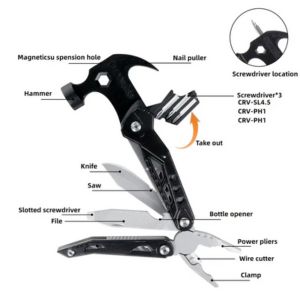 Magneticsu spension hole
Nail puller
Screwdriver location
Hammer
Screwdriver*3
CRV-SL4.5
CRV-PH1
CRV-PH1
Take out
Knife
Saw
Slotted screwdriver
File
Bottle opener
Power pliers
Wire cutter
Clamp